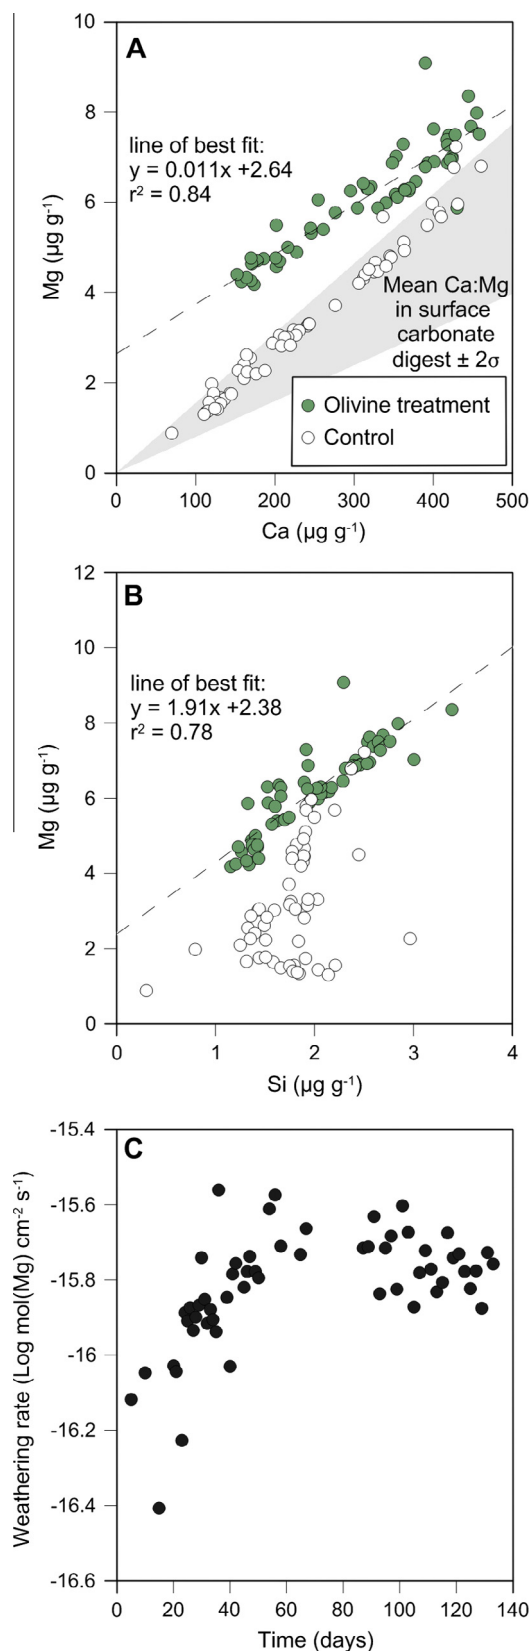 A
10
8
6
4
2
0
Mg (µg g⁻¹)
line of best fit:
y = 0.011x +2.64
r² = 0.84
Mean Ca:Mg
in surface
carbonate
digest ± 2σ
Olivine treatment
Control
0 100 200 300 400 500
Ca (µg g⁻¹)
B
12
10
8
6
4
2
0
Mg (µg g⁻¹)
line of best fit:
y = 1.91x +2.38
r² = 0.78
0 1 2 3 4
Si (µg g⁻¹)
C
-15.4
-15.6
-15.8
-16
-16.2
-16.4
-16.6
Weathering rate (Log mol(Mg) cm⁻² s⁻¹)
0 20 40 60 80 100 120 140
Time (days)